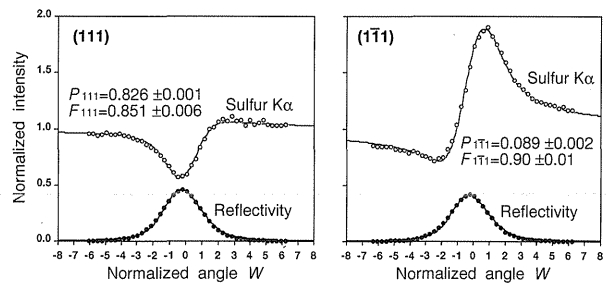 (111)
(11̅1)
2.0
1.5
1.0
0.5
0.0
Normalized intensity
P111=0.826 ±0.001
F111=0.851 ±0.006
Sulfur Kα
Reflectivity
Sulfur Kα
P11̅1=0.089 ±0.002
F11̅1=0.90 ±0.01
Reflectivity
-8 -7 -6 -5 -4 -3 -2 -1 0 1 2 3 4 5 6 7 8
-8 -7 -6 -5 -4 -3 -2 -1 0 1 2 3 4 5 6 7 8
Normalized angle W
Normalized angle W